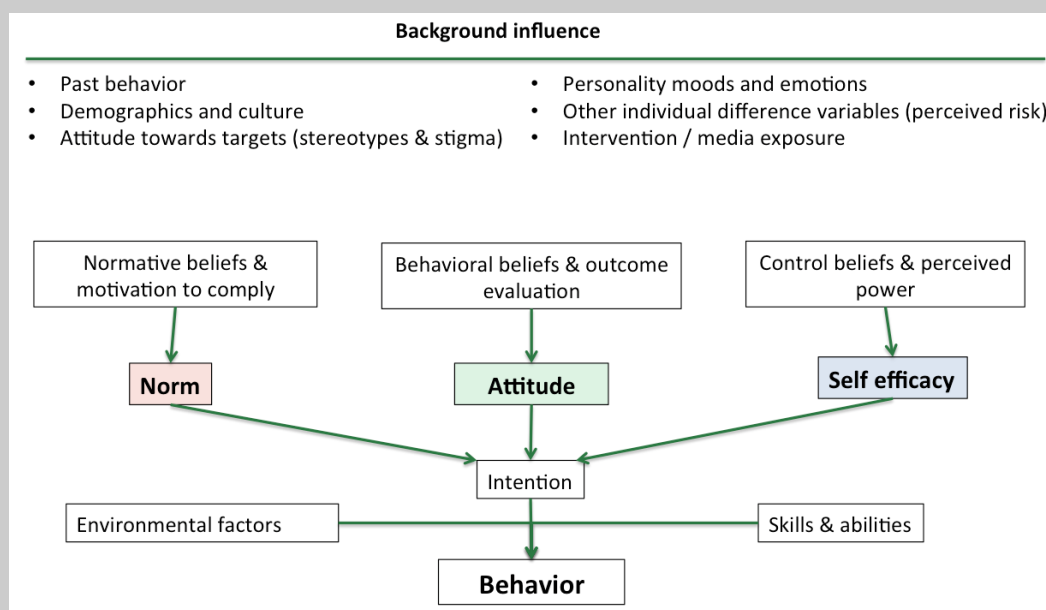 Background influence
• Past behavior
• Demographics and culture
• Attitude towards targets (stereotypes & stigma)
• Personality moods and emotions
• Other individual difference variables (perceived risk)
• Intervention / media exposure
Normative beliefs &
motivation to comply
Behavioral beliefs & outcome
evaluation
Control beliefs & perceived
power
Norm
Attitude
Self efficacy
Intention
Environmental factors
Skills & abilities
Behavior